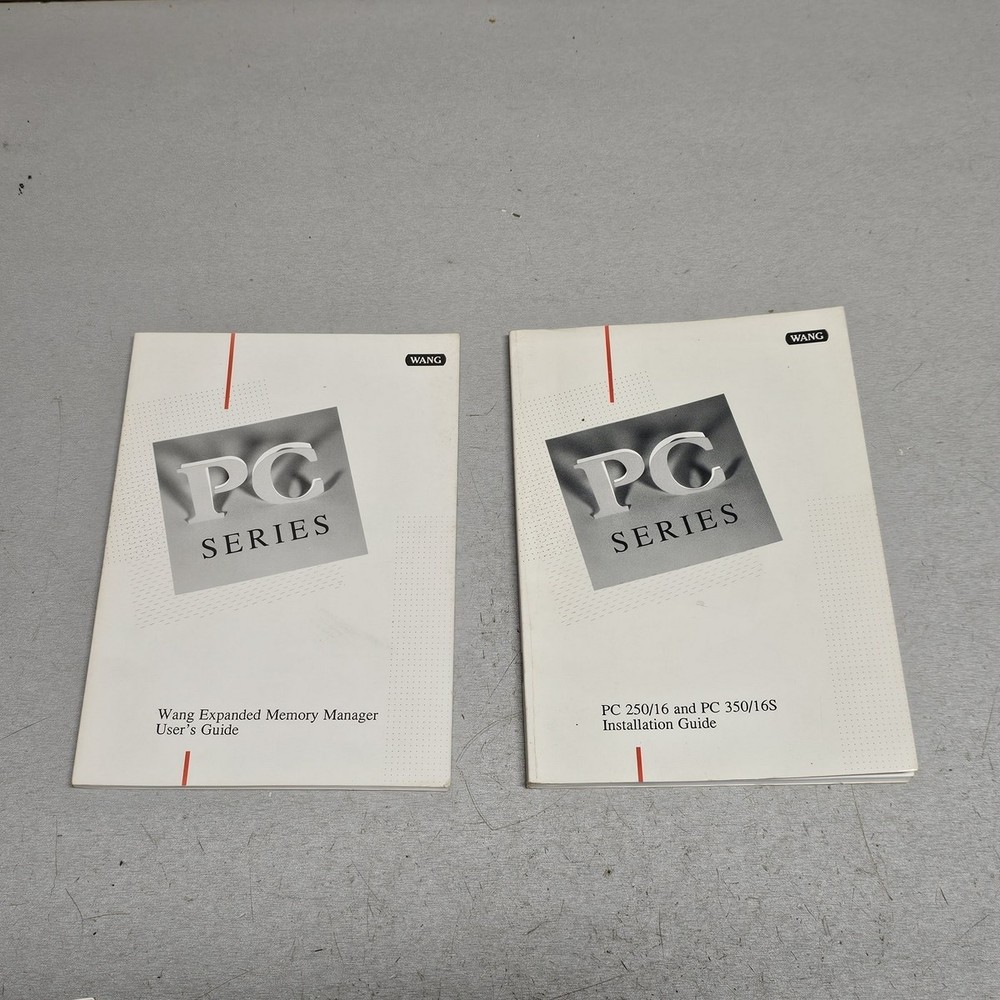 WANG
PC
SERIES
Wang Expanded Memory Manager
User's Guide
WANG
PC
SERIES
PC 250/16 and PC 350/16S
Installation Guide